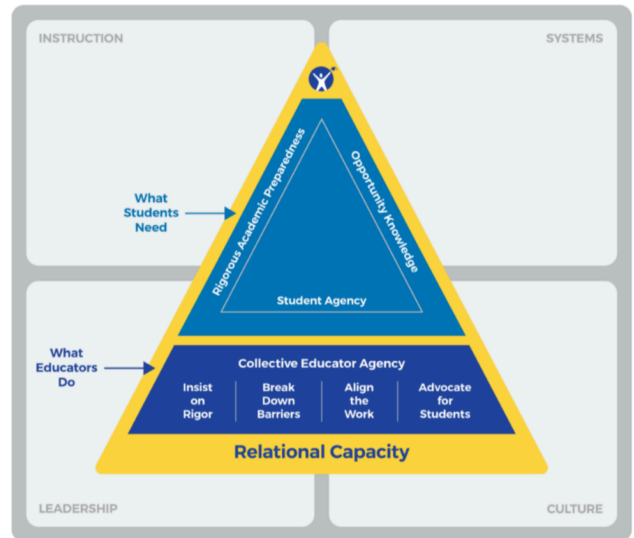 INSTRUCTION
SYSTEMS
Rigorous Academic Preparedness
Opportunity Knowledge
What
Students
Need
Student Agency
What
Educators
Do
Collective Educator Agency
Insist
on
Rigor
Break
Down
Barriers
Align
the
Work
Advocate
for
Students
Relational Capacity
LEADERSHIP
CULTURE